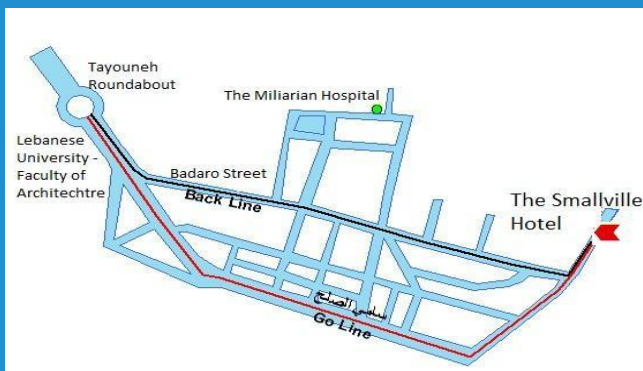 Tayouneh
Roundabout
The Miliarian Hospital
Lebanese
University -
Faculty of
Architechtre
Badaro Street
Back Line
The Smallville
Hotel
سامي الصلح
Go Line